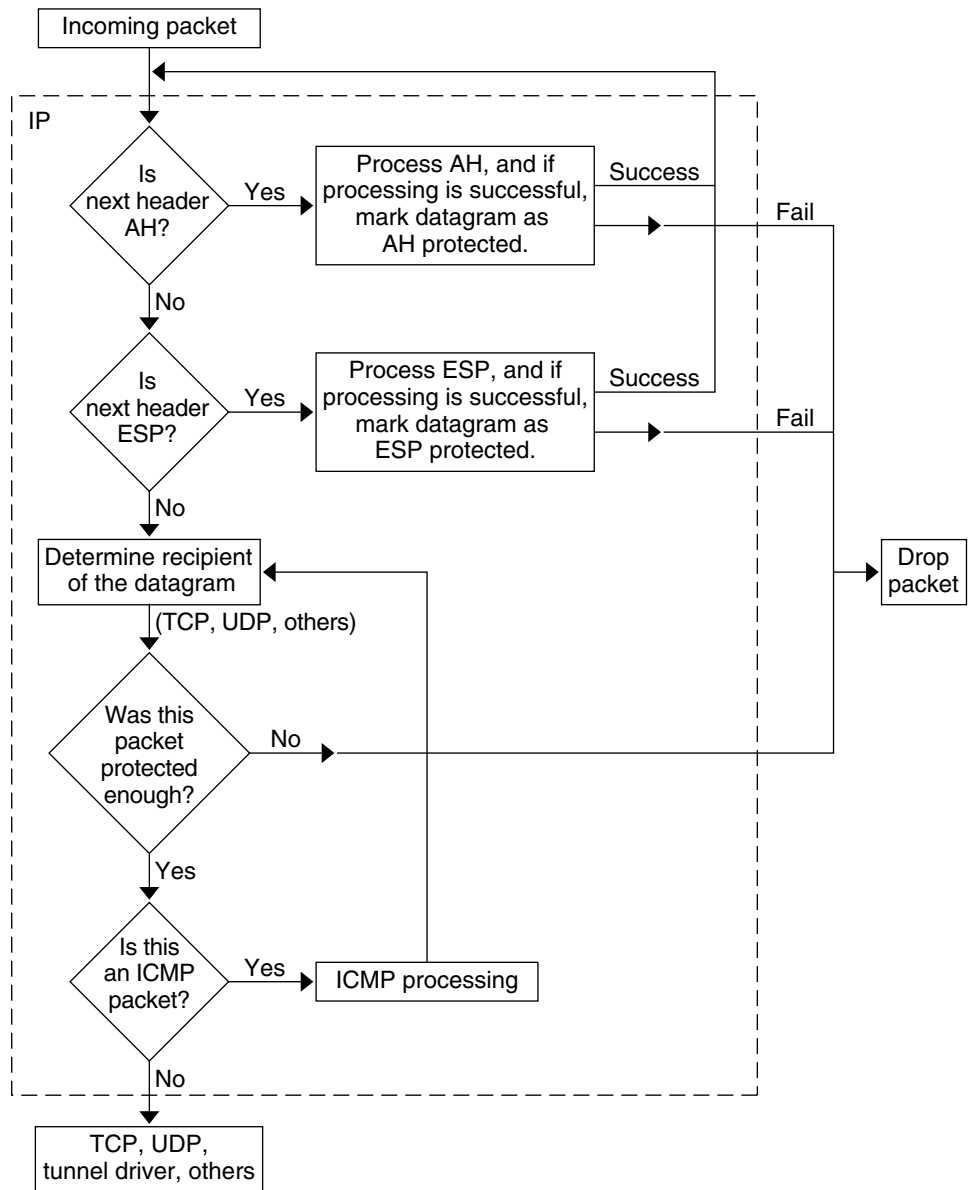 Incoming packet
IP
Is
next header
AH?
Yes
Process AH, and if
processing is successful,
mark datagram as
AH protected.
Success
Fail
No
Is
next header
ESP?
Yes
Process ESP, and if
processing is successful,
mark datagram as
ESP protected.
Success
Fail
No
Determine recipient
of the datagram
Drop
packet
(TCP, UDP, others)
Was this
packet
protected
enough?
No
Yes
Is this
an ICMP
packet?
Yes
ICMP processing
No
TCP, UDP,
tunnel driver, others